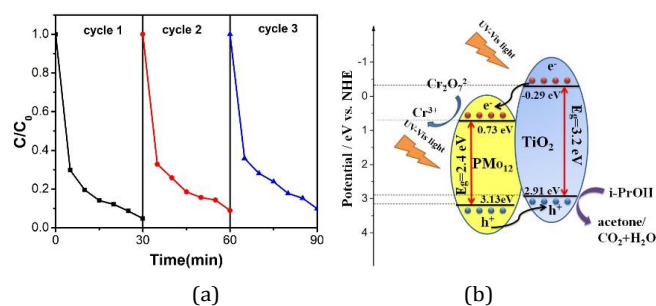 cycle 1
cycle 2
cycle 3
1.0
0.8
0.6
0.4
0.2
0.0
C/C₀
0
30
60
90
Time(min)
(a)
UV-Vis light
Cr₂O₇²⁻
Cr³⁺
UV-Vis light
Potential / eV vs. NHE
-1
0
1
2
3
4
e⁻
0.73 eV
Eg=2.4 eV
PMo₁₂
3.13eV
h⁺
e⁻
-0.29 eV
Eg=3.2 eV
TiO₂
2.91 eV
h⁺
i-PrOH
acetone/
CO₂+H₂O
(b)